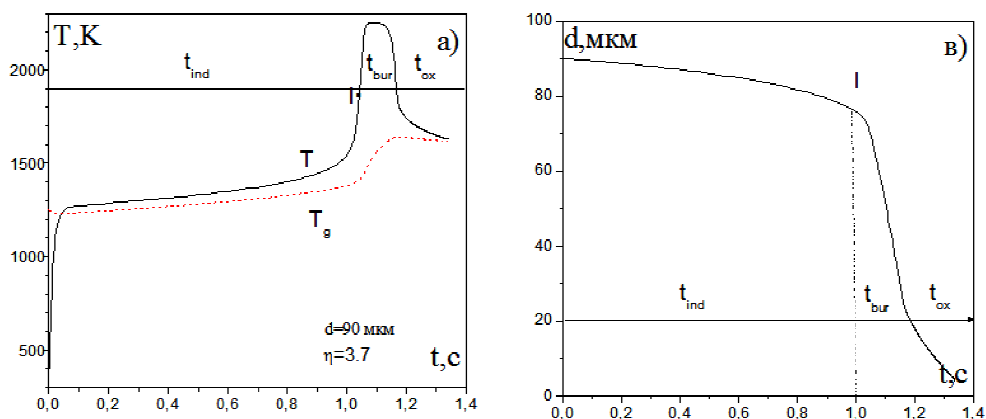 T,K
а)
2000
t_ind
t_bur
t_ox
I
1500
T
T_g
1000
d=90 мкм
η=3.7
500
t,c
0,0 0,2 0,4 0,6 0,8 1,0 1,2 1,4
100
d,мкм
в)
80
I
60
40
t_ind
t_bur
t_ox
20
t,c
0
0.0 0,2 0,4 0,6 0,8 1.0 1,2 1,4